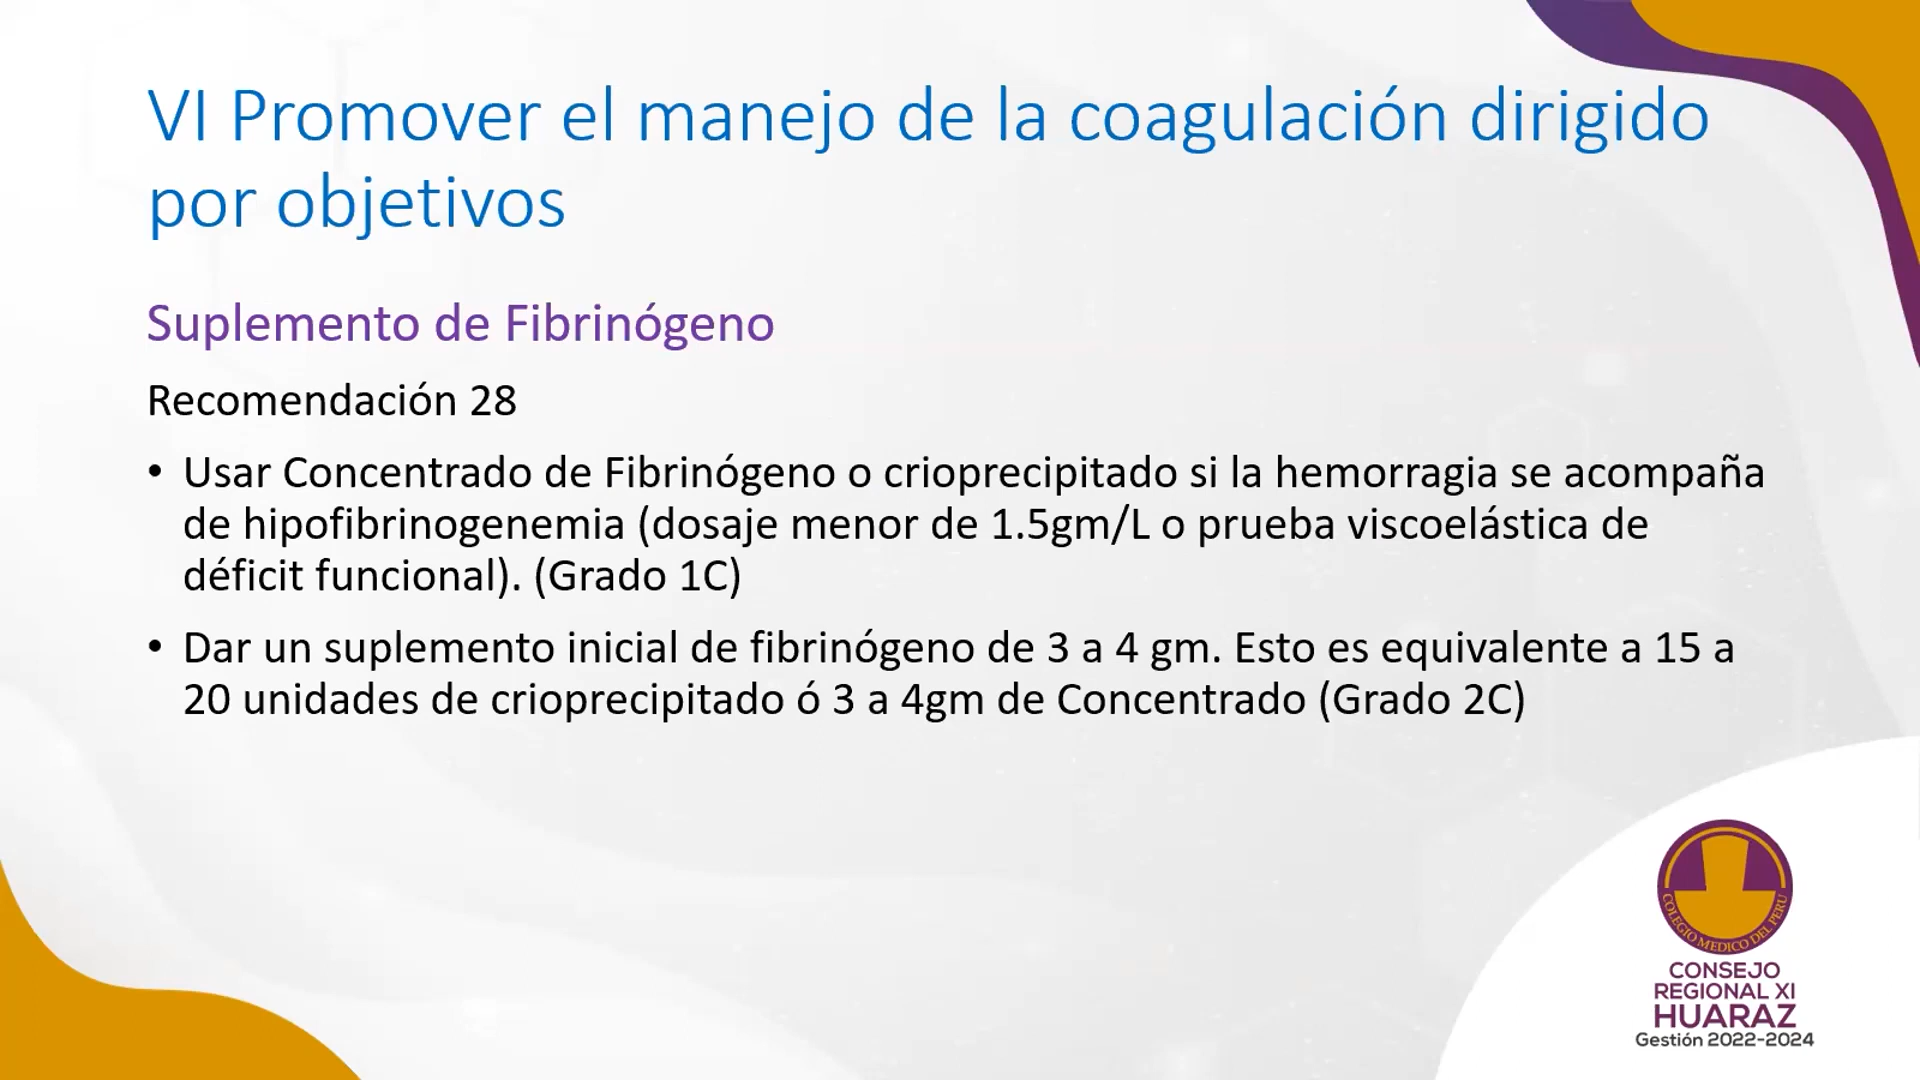 VI Promover el manejo de la coagulación dirigido
por objetivos
Suplemento de Fibrinógeno
Recomendación 28
• Usar Concentrado de Fibrinógeno o crioprecipitado si la hemorragia se acompaña
de hipofibrinogenemia (dosaje menor de 1.5gm/L o prueba viscoelástica de
déficit funcional). (Grado 1C)
• Dar un suplemento inicial de fibrinógeno de 3 a 4 gm. Esto es equivalente a 15 a
20 unidades de crioprecipitado ó 3 a 4gm de Concentrado (Grado 2C)
COLEGIO MEDICO DEL PERU
CONSEJO
REGIONAL XI
HUARAZ
Gestión 2022-2024